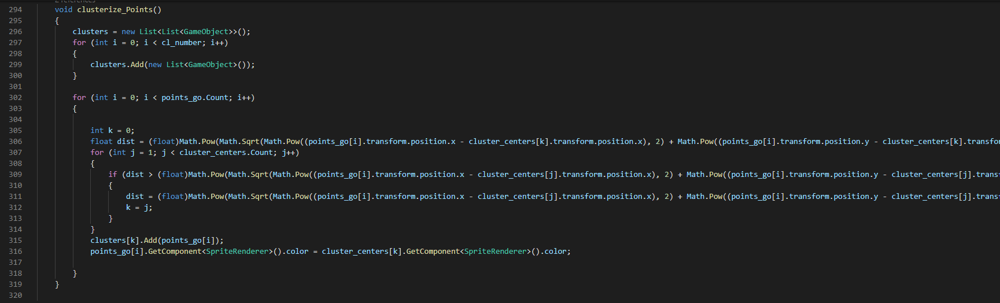 2 references
294 void clusterize_Points()
295 {
296 clusters = new List<List<GameObject>>();
297 for (int i = 0; i < cl_number; i++)
298 {
299 clusters.Add(new List<GameObject>());
300 }
301
302 for (int i = 0; i < points_go.Count; i++)
303 {
304
305 int k = 0;
306 float dist = (float)Math.Pow(Math.Sqrt(Math.Pow((points_go[i].transform.position.x - cluster_centers[k].transform.position.x), 2) + Math.Pow((points_go[i].transform.position.y - cluster_centers[k].transfor
307 for (int j = 1; j < cluster_centers.Count; j++)
308 {
309 if (dist > (float)Math.Pow(Math.Sqrt(Math.Pow((points_go[i].transform.position.x - cluster_centers[j].transform.position.x), 2) + Math.Pow((points_go[i].transform.position.y - cluster_centers[j].transf
310 {
311 dist = (float)Math.Pow(Math.Sqrt(Math.Pow((points_go[i].transform.position.x - cluster_centers[j].transform.position.x), 2) + Math.Pow((points_go[i].transform.position.y - cluster_centers[j].transf
312 k = j;
313 }
314 }
315 clusters[k].Add(points_go[i]);
316 points_go[i].GetComponent<SpriteRenderer>().color = cluster_centers[k].GetComponent<SpriteRenderer>().color;
317
318 }
319 }
320